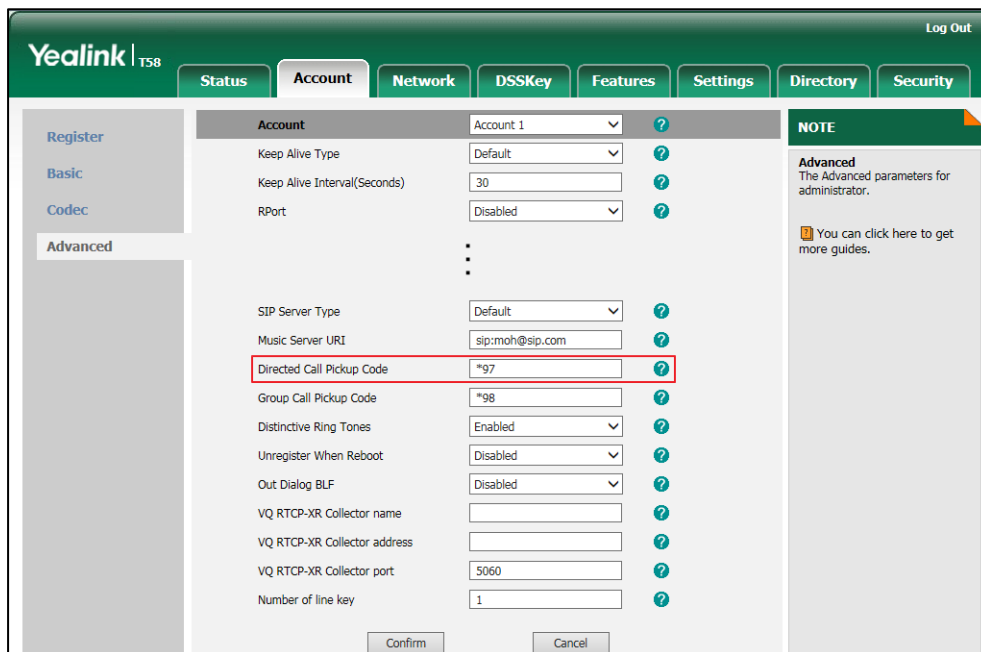 Log Out
Yealink T58
Status Account Network DSSKey Features Settings Directory Security
Register
Basic
Codec
Advanced
Account Account 1 ?
Keep Alive Type Default ?
Keep Alive Interval(Seconds) 30 ?
RPort Disabled ?
SIP Server Type Default ?
Music Server URI sip:moh@sip.com ?
Directed Call Pickup Code *97 ?
Group Call Pickup Code *98 ?
Distinctive Ring Tones Enabled ?
Unregister When Reboot Disabled ?
Out Dialog BLF Disabled ?
VQ RTCP-XR Collector name ?
VQ RTCP-XR Collector address ?
VQ RTCP-XR Collector port 5060 ?
Number of line key 1 ?
Confirm Cancel
NOTE
Advanced
The Advanced parameters for
administrator.
? You can click here to get
more guides.